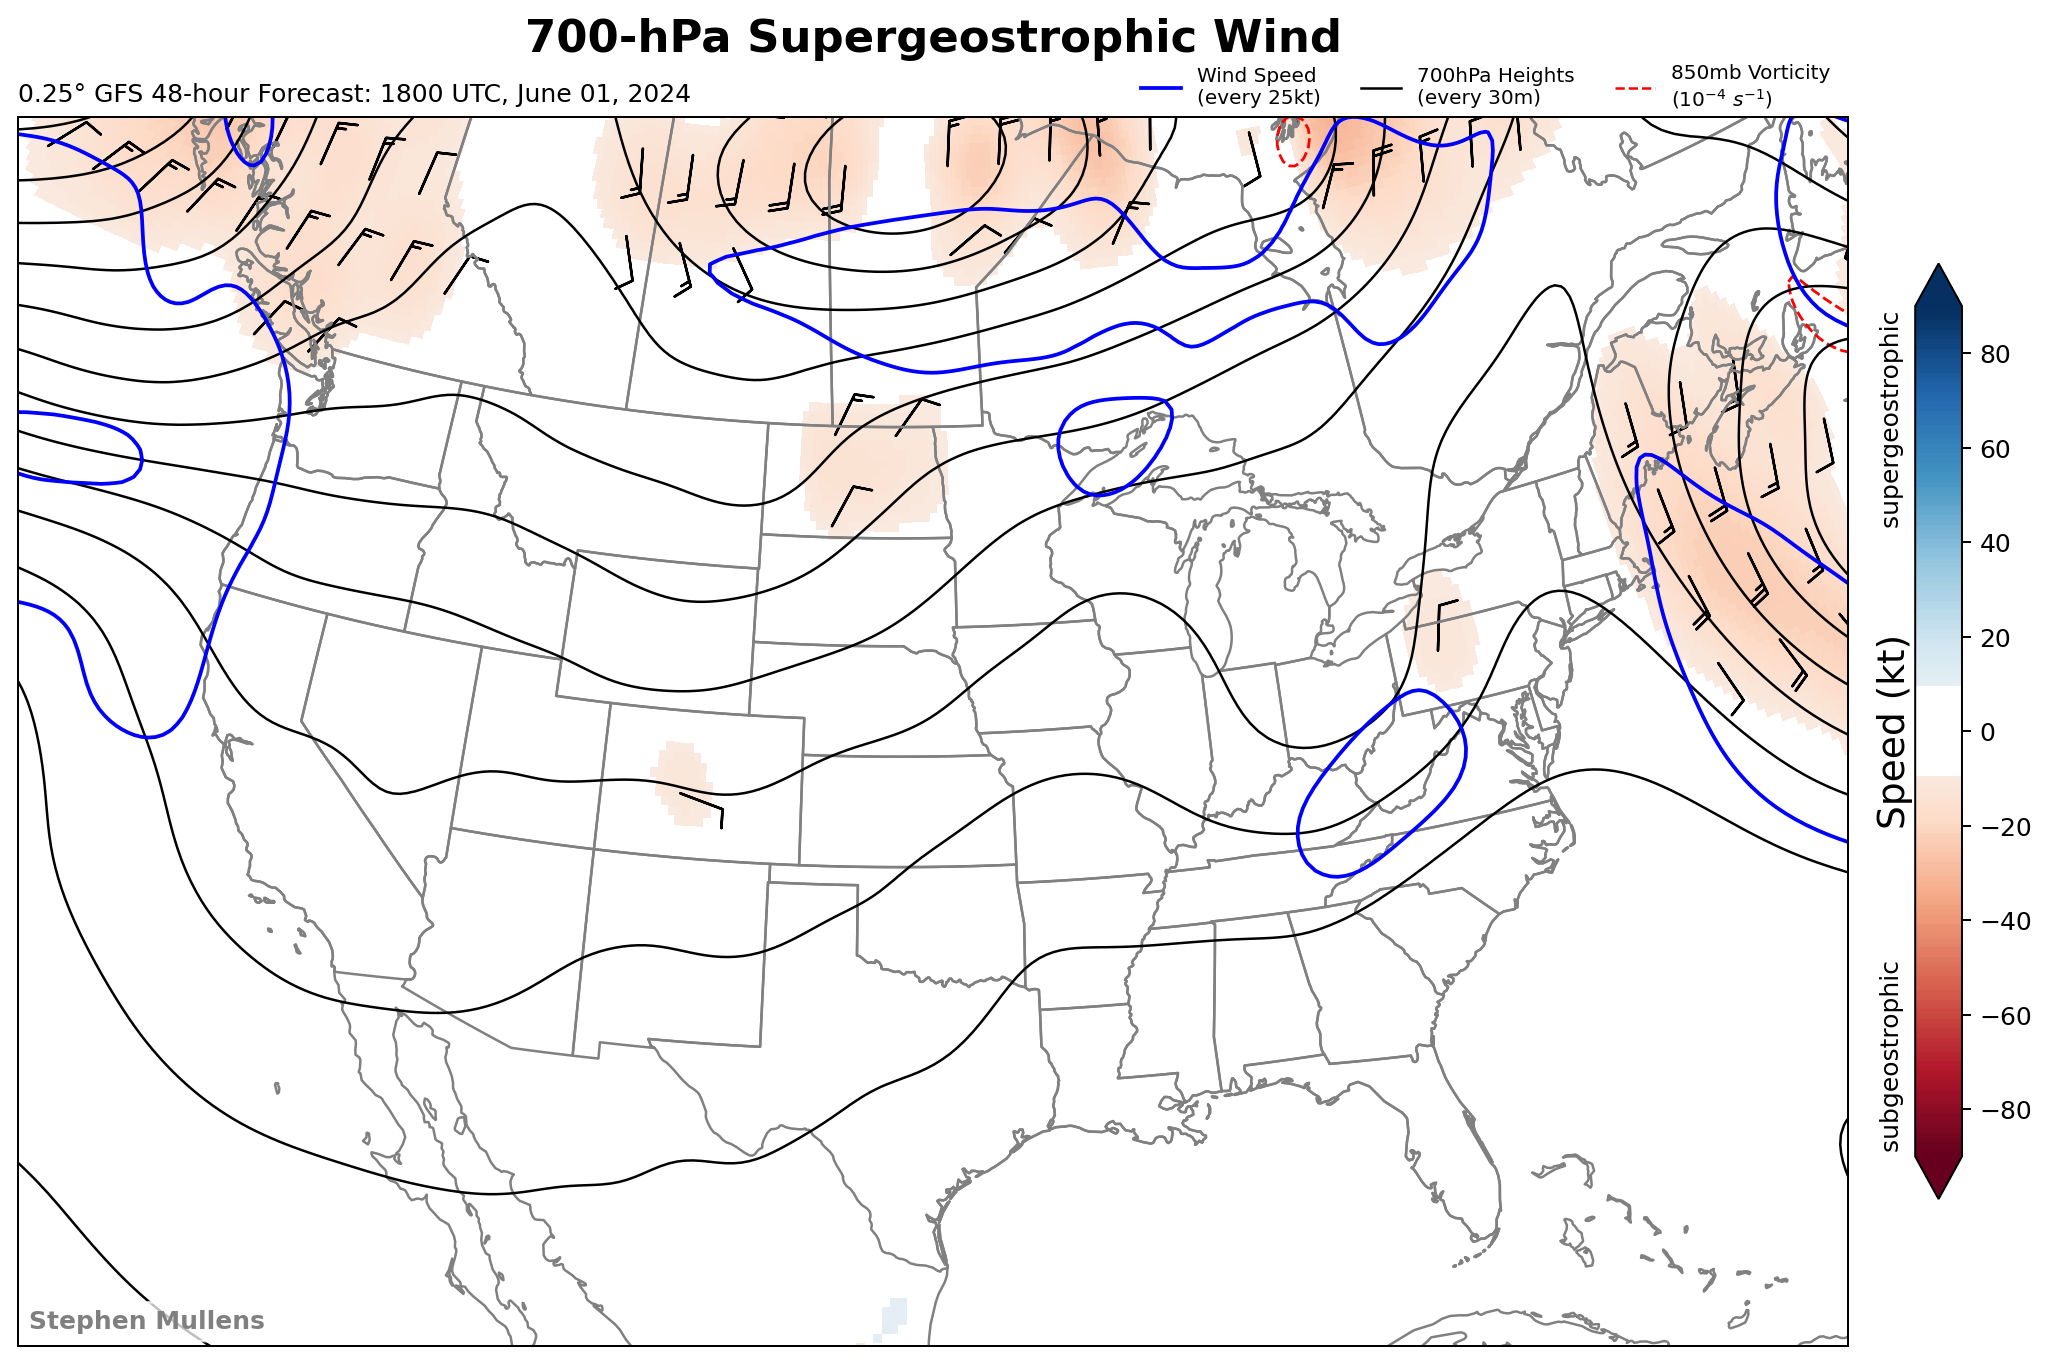 700-hPa Supergeostrophic Wind
0.25° GFS 48-hour Forecast: 1800 UTC, June 01, 2024
Wind Speed
(every 25kt)
700hPa Heights
(every 30m)
850mb Vorticity
(10⁻⁴ s⁻¹)
supergeostrophic
Speed (kt)
subgeostrophic
80
60
40
20
0
−20
−40
−60
−80
Stephen Mullens